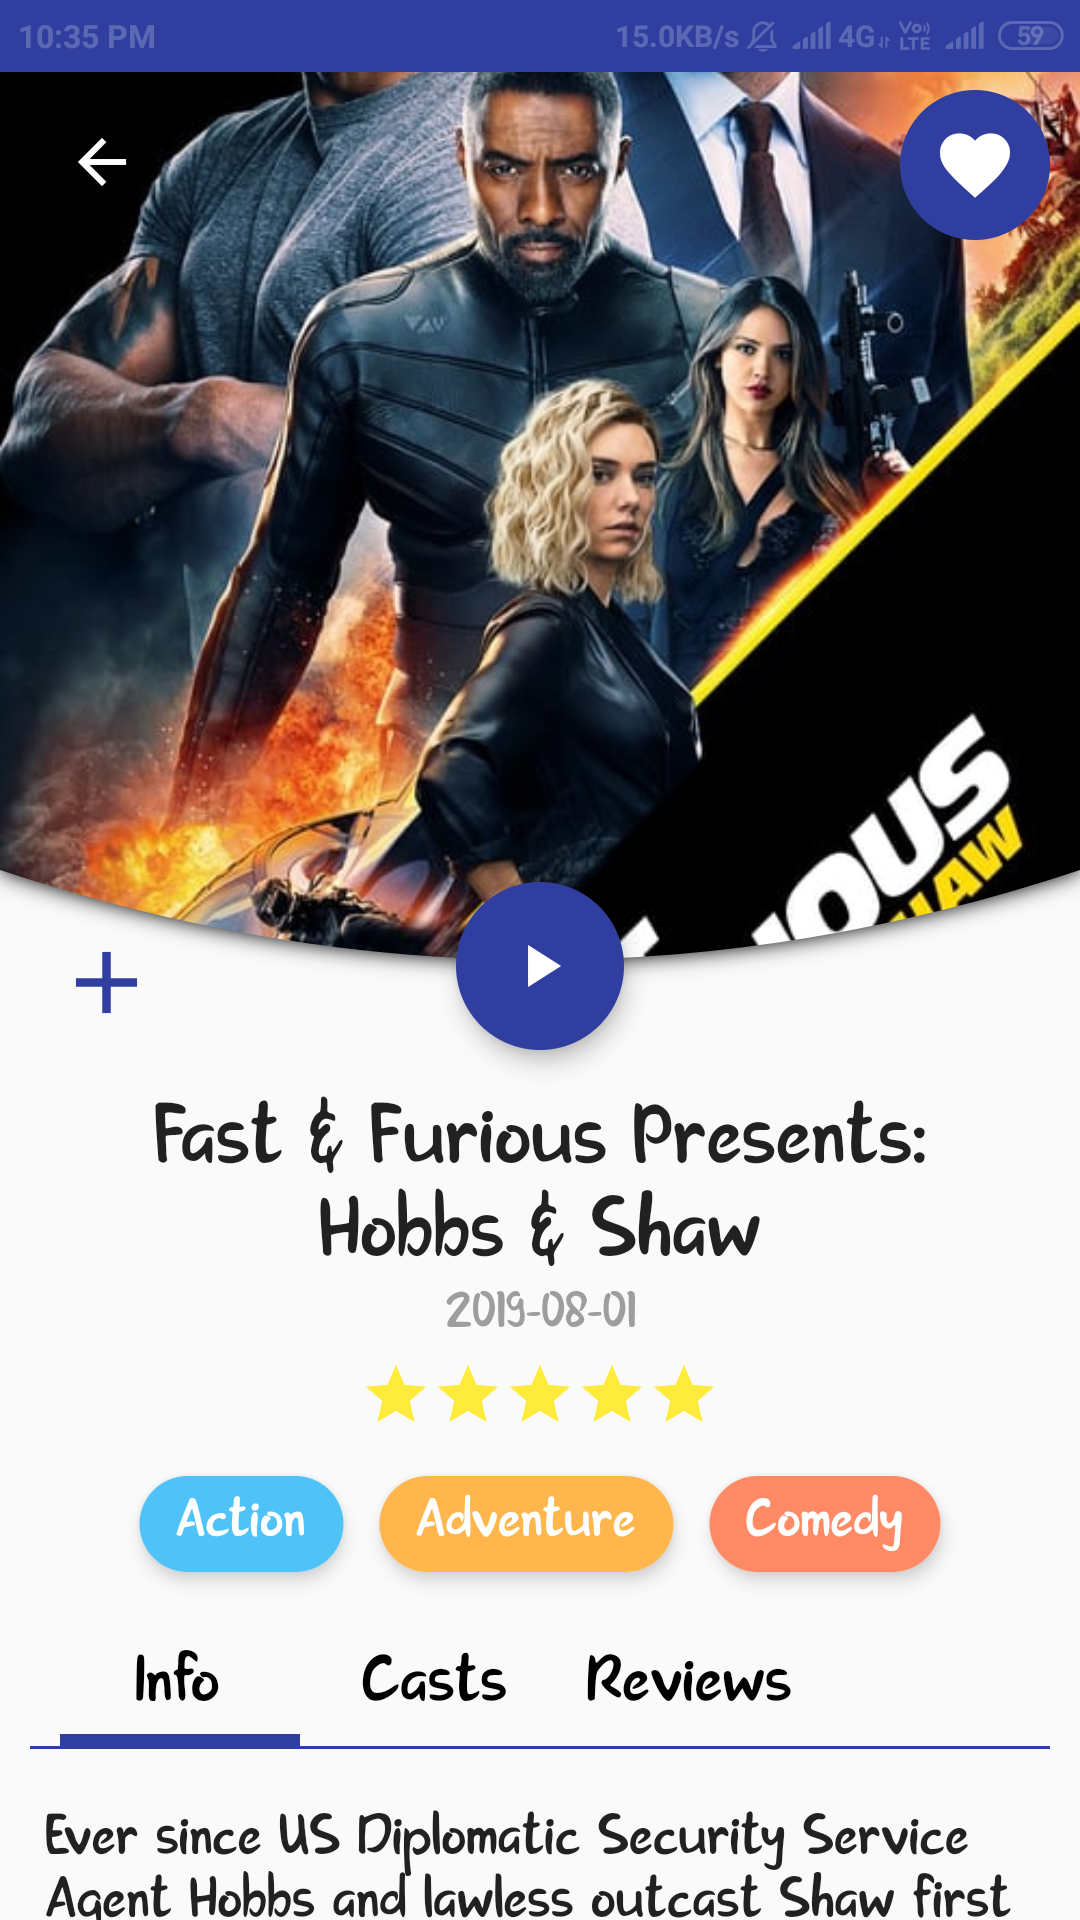 10:35 PM 15.0KB/s 4G Vo) LTE 59
IOUS
HAW
Fast & Furious Presents:
Hobbs & Shaw
2019-08-01
Action Adventure Comedy
Info Casts Reviews
Ever since US Diplomatic Security Service
Agent Hobbs and lawless outcast Shaw first